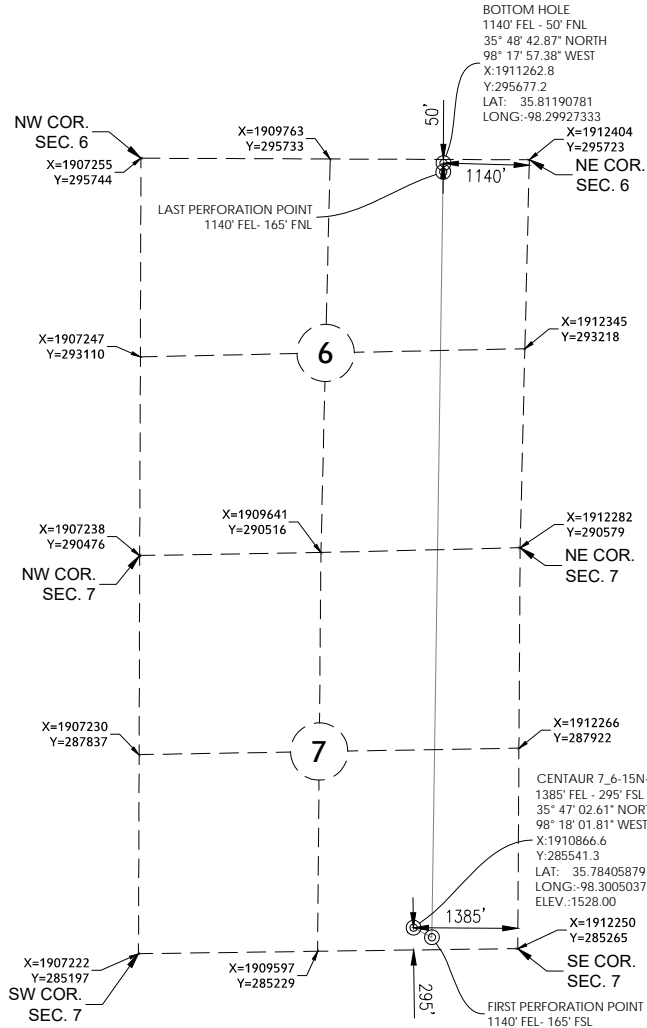 BOTTOM HOLE
1140' FEL - 50' FNL
35° 48' 42.87" NORTH
98° 17' 57.38" WEST
X:1911262.8
Y:295677.2
LAT: 35.81190781
LONG:-98.29927333
50'
NW COR.
SEC. 6
X=1909763
Y=295733
X=1912404
Y=295723
X=1907255
Y=295744
1140'
NE COR.
SEC. 6
LAST PERFORATION POINT
1140' FEL- 165' FNL
X=1907247
Y=293110
6
X=1912345
Y=293218
X=1907238
Y=290476
X=1909641
Y=290516
X=1912282
Y=290579
NW COR.
SEC. 7
NE COR.
SEC. 7
X=1907230
Y=287837
7
X=1912266
Y=287922
CENTAUR 7_6-15N-
1385' FEL - 295' FSL
35° 47' 02.61" NORT
98° 18' 01.81" WEST
X:1910866.6
Y:285541.3
LAT: 35.78405879
LONG:-98.3005037
ELEV.:1528.00
1385'
X=1912250
Y=285265
X=1907222
Y=285197
X=1909597
Y=285229
SW COR.
SEC. 7
295'
SE COR.
SEC. 7
FIRST PERFORATION POINT
1140' FEL- 165' FSL